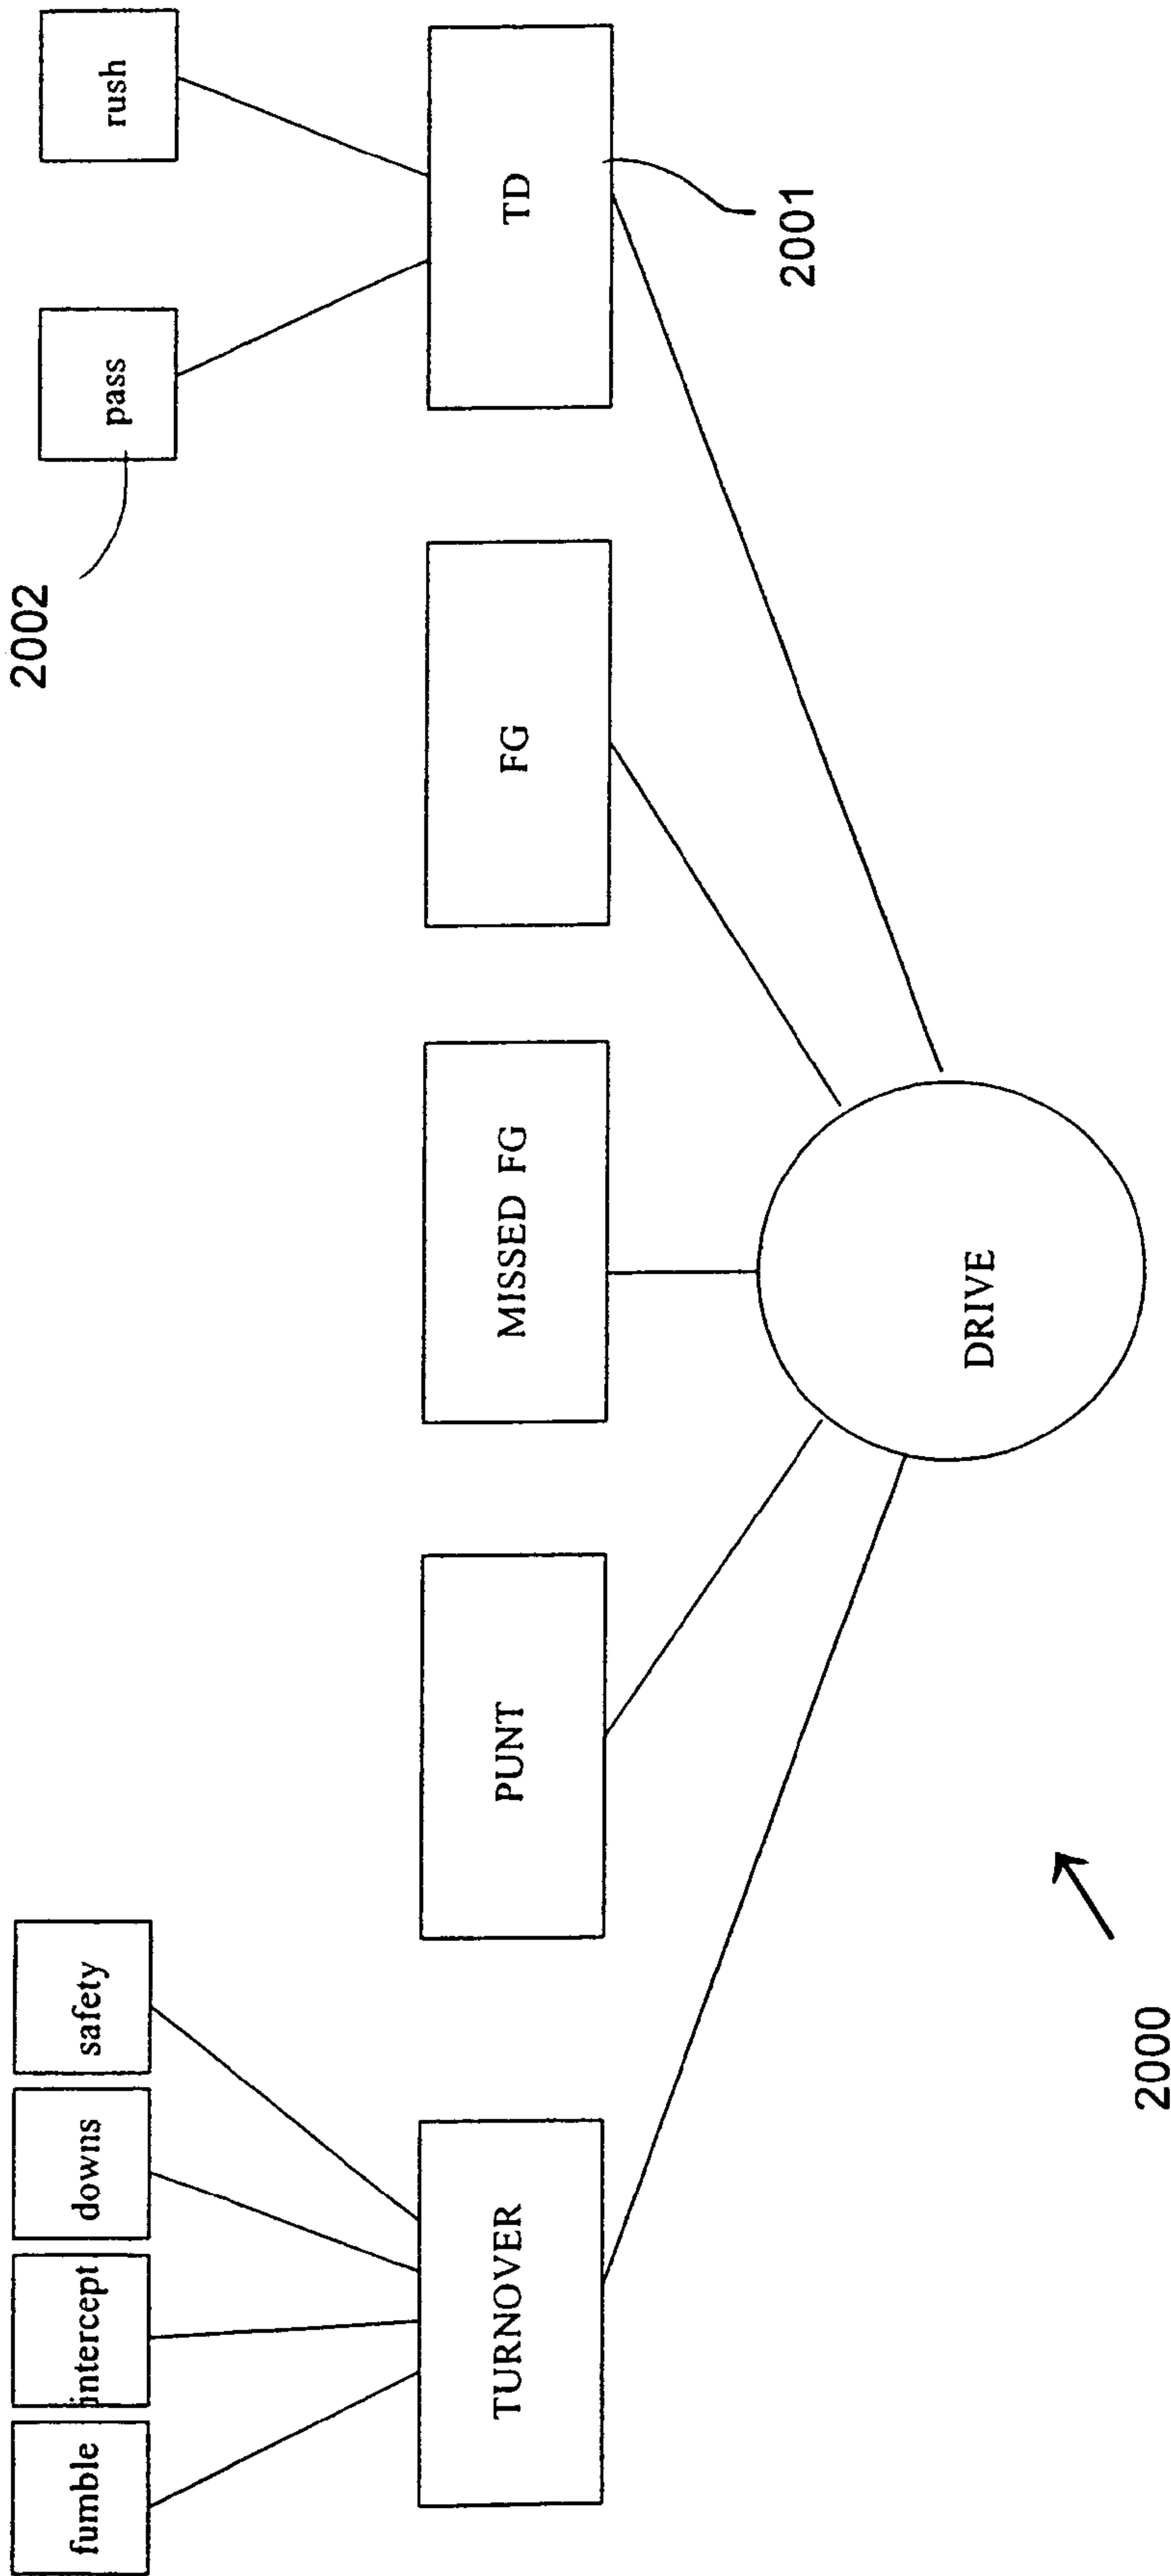 fumble
intercept
downs
safety
2002
pass
rush
TURNOVER
PUNT
MISSED FG
FG
TD
2001
DRIVE
2000